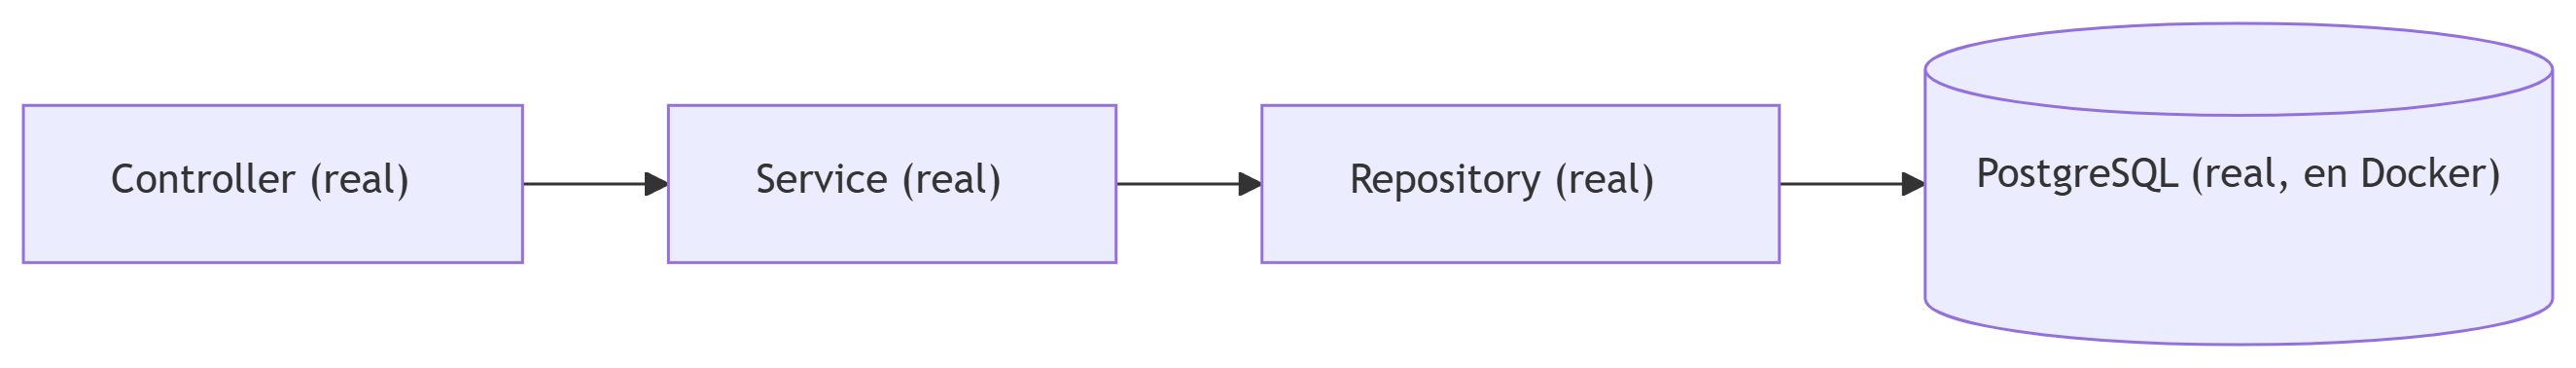 Controller (real)
Service (real)
Repository (real)
PostgreSQL (real, en Docker)